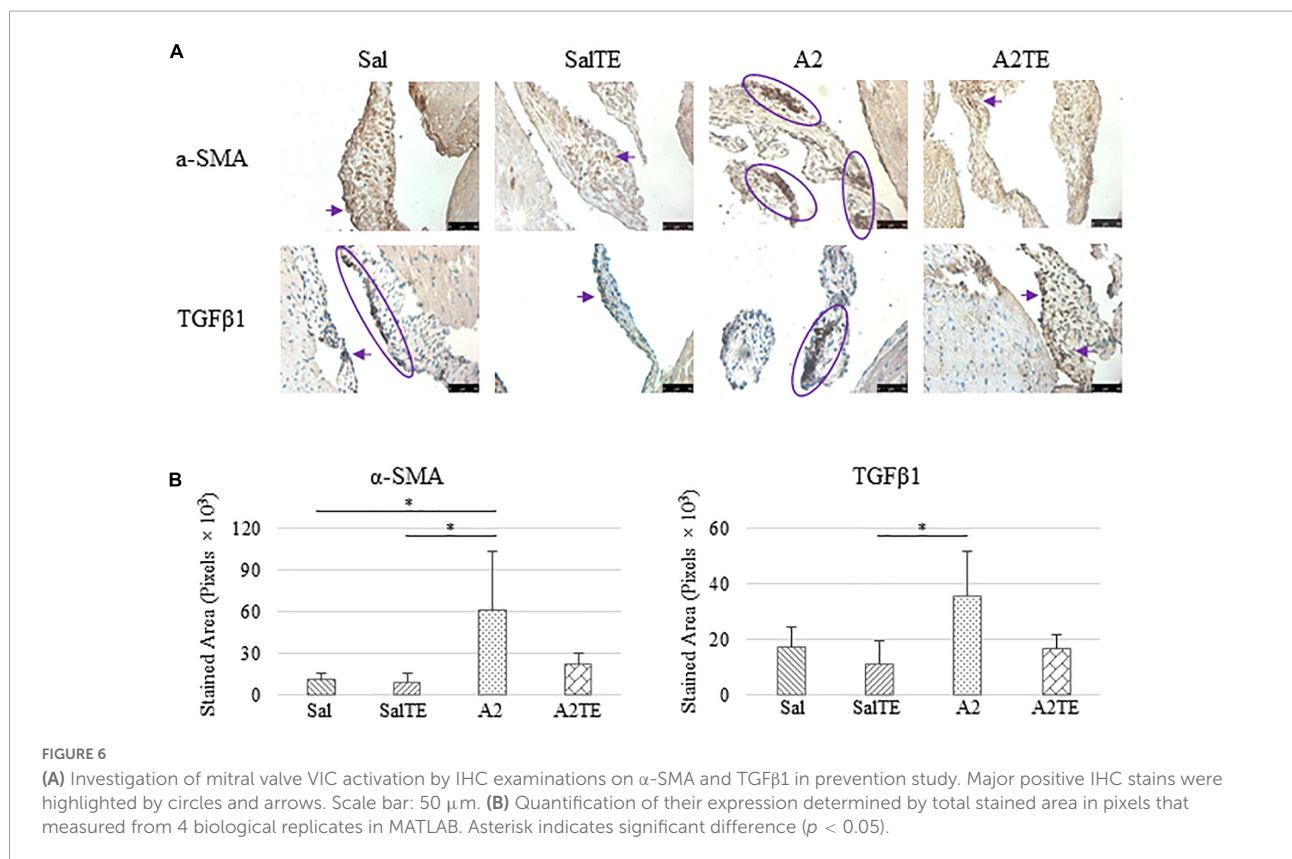 A
Sal SalTE A2 A2TE
a-SMA
TGFβ1
B
α-SMA
Stained Area (Pixels × 10³)
120
90
60
30
0
* 
*
Sal SalTE A2 A2TE
TGFβ1
Stained Area (Pixels × 10³)
60
40
20
0
*
Sal SalTE A2 A2TE
FIGURE 6
(A) Investigation of mitral valve VIC activation by IHC examinations on α-SMA and TGFβ1 in prevention study. Major positive IHC stains were
highlighted by circles and arrows. Scale bar: 50 μm. (B) Quantification of their expression determined by total stained area in pixels that
measured from 4 biological replicates in MATLAB. Asterisk indicates significant difference (p < 0.05).